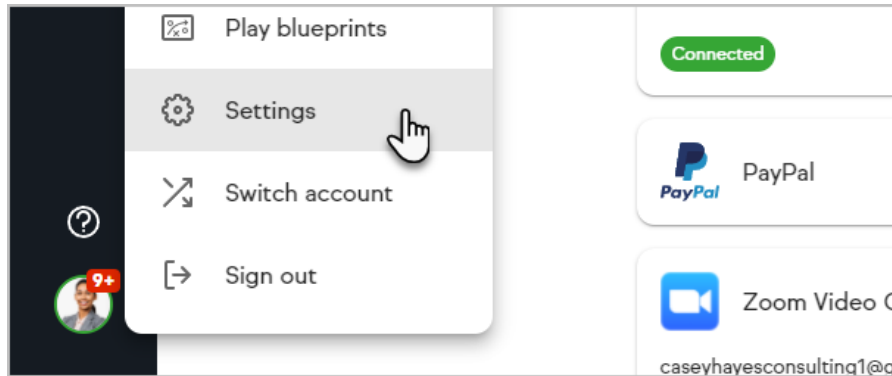 Play blueprints
Settings
Switch account
Sign out
9+
Connected
PayPal
PayPal
Zoom Video
caseyhayesconsulting1@